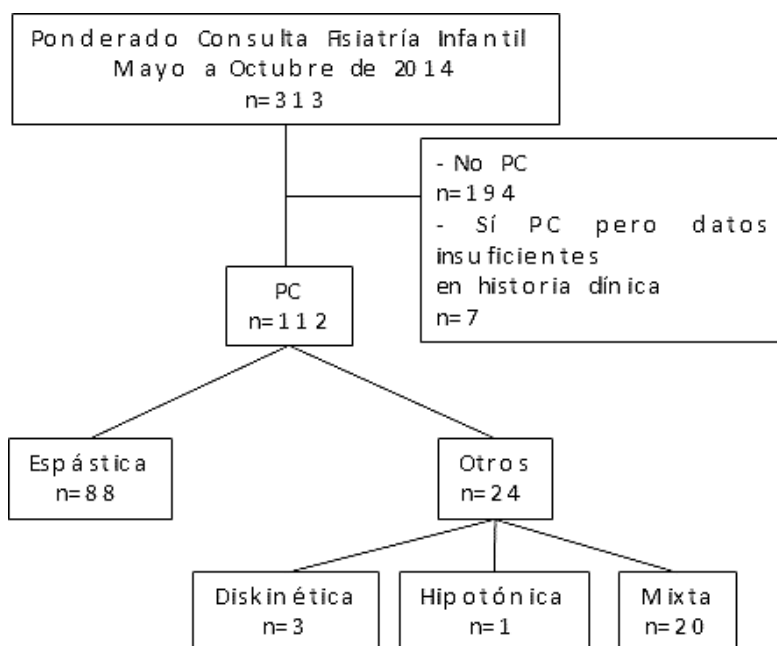 Ponderado Consulta Fisiatría Infantil
Mayo a Octubre de 2014
n=313
- No PC
n=194
- Sí PC pero datos
insuficientes
en historia dínica
n=7
PC
n=112
Espástica
n=88
Otros
n=24
Diskinética
n=3
Hipotónica
n=1
Mixta
n=20